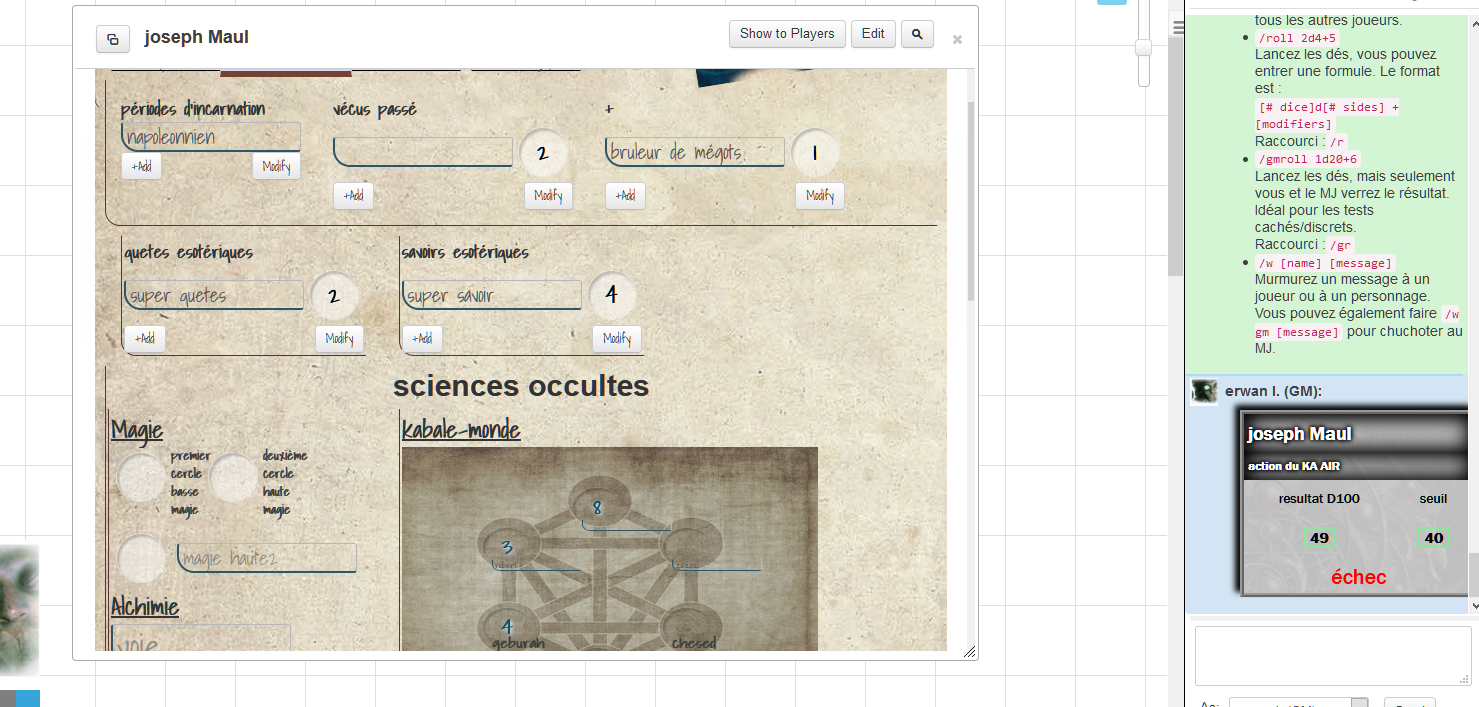 joseph Maul
Show to Players
Edit
périodes d'incarnation
vécus passé
+
napoleonnien
2
bruleur de mégots
1
+Add
Modify
+Add
Modify
+Add
Modify
quetes esotériques
savoirs esotériques
super quetes
2
super savoir
4
+Add
Modify
+Add
Modify
sciences occultes
Magie
premier
cercle
basse
magie
deuxième
cercle
haute
magie
magie haute2
Alchimie
voie
Kabale-monde
8
3
4
geburah
chesed
tous les autres joueurs.
/roll 2d4+5
Lancez les dés, vous pouvez
entrer une formule. Le format
est :
[# dice]d[# sides] +
[modifiers]
Raccourci : /r
/gmroll 1d20+6
Lancez les dés, mais seulement
vous et le MJ verrez le résultat.
Idéal pour les tests
cachés/discrets.
Raccourci : /gr
/w [name] [message]
Murmurez un message à un
joueur ou à un personnage.
Vous pouvez également faire /w
gm [message] pour chuchoter au
MJ.
erwan l. (GM):
joseph Maul
action du KA AIR
resultat D100
seuil
49
40
échec